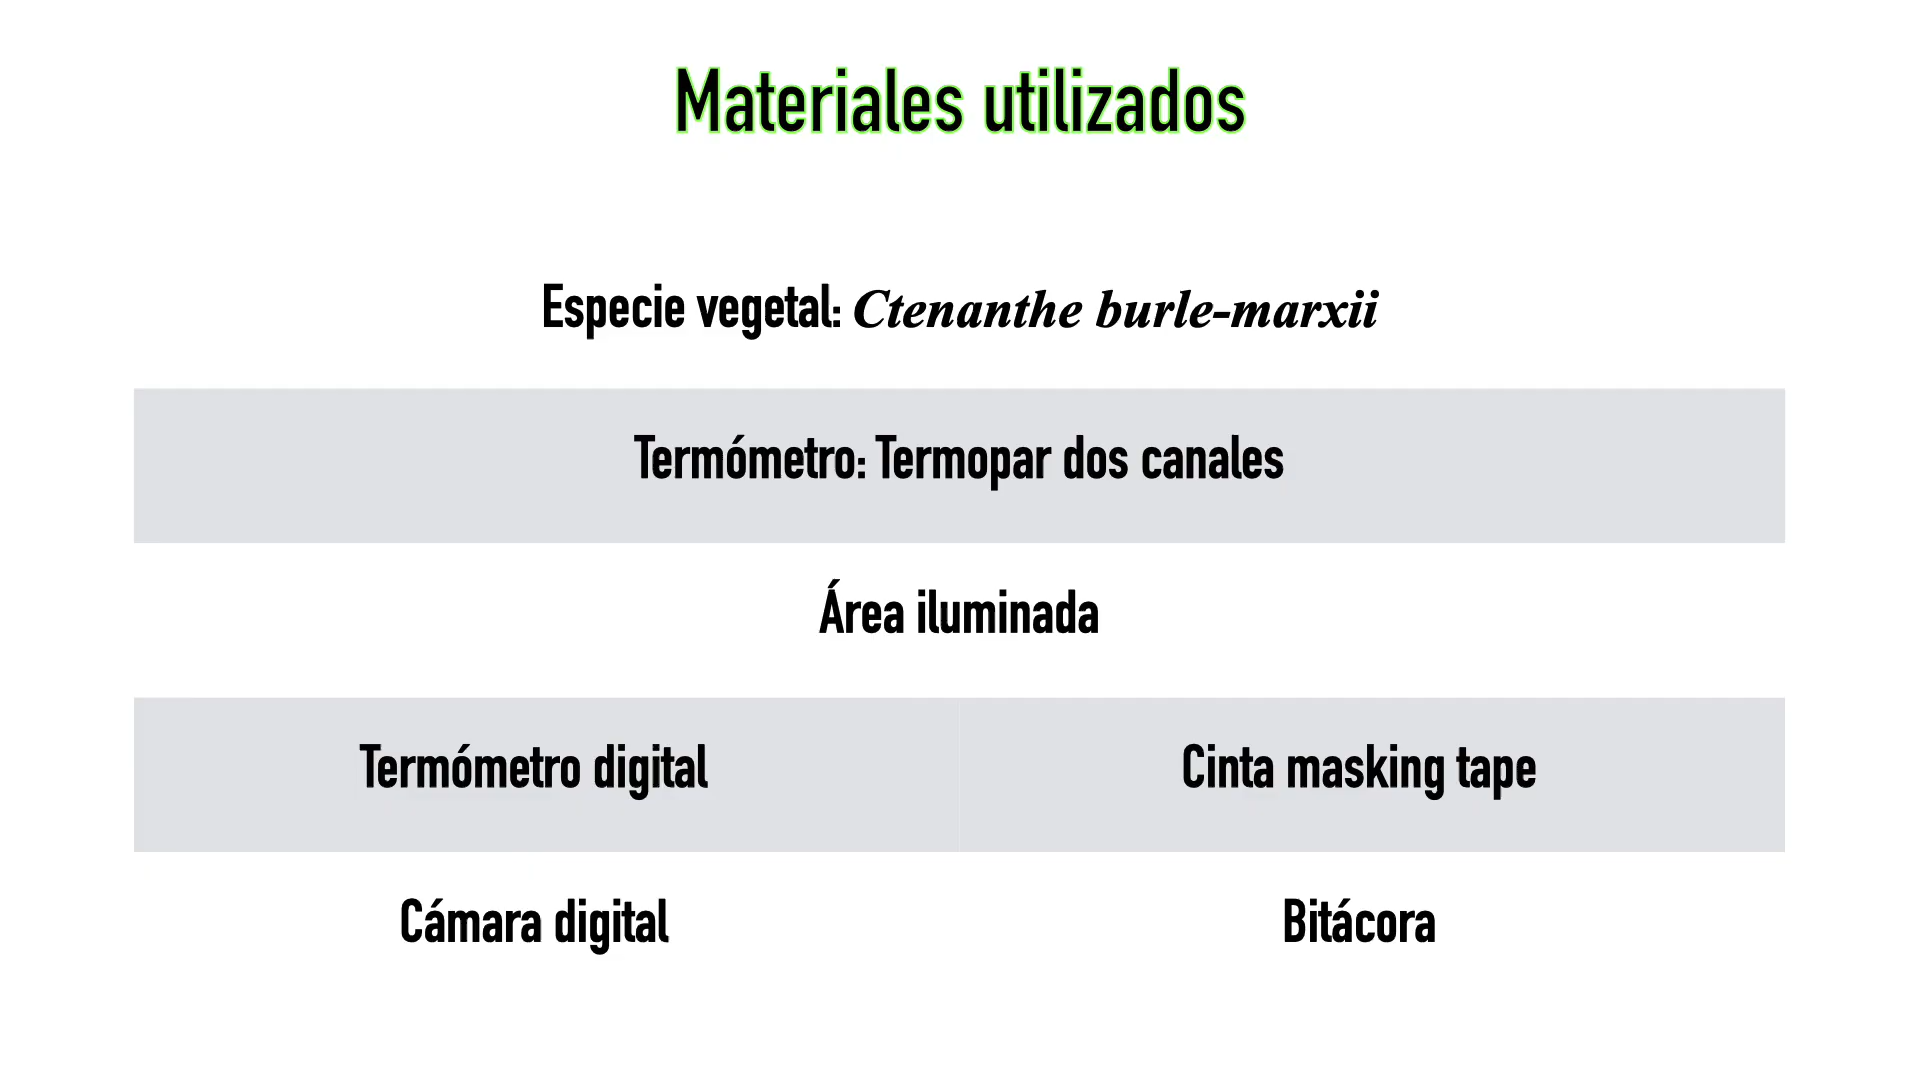 Materiales utilizados
Especie vegetal: Ctenanthe burle-marxii
Termómetro: Termopar dos canales
Área iluminada
Termómetro digital
Cinta masking tape
Cámara digital
Bitácora